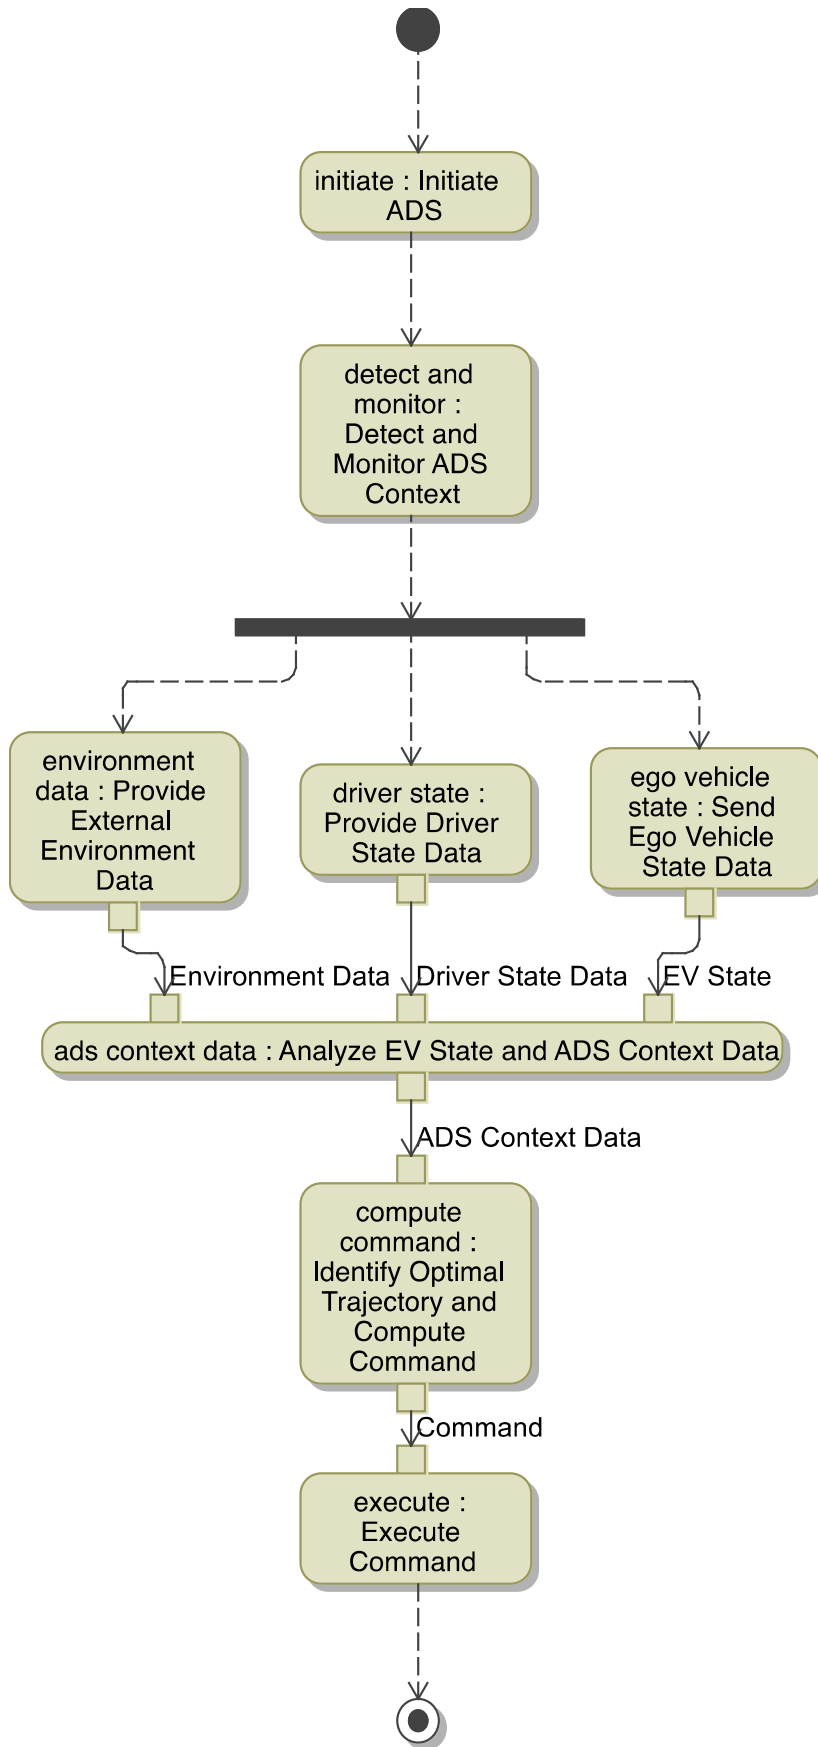 initiate : Initiate
ADS
detect and
monitor :
Detect and
Monitor ADS
Context
environment
data : Provide
External
Environment
Data
driver state :
Provide Driver
State Data
ego vehicle
state : Send
Ego Vehicle
State Data
Environment Data
Driver State Data
EV State
ads context data : Analyze EV State and ADS Context Data
ADS Context Data
compute
command :
Identify Optimal
Trajectory and
Compute
Command
Command
execute :
Execute
Command